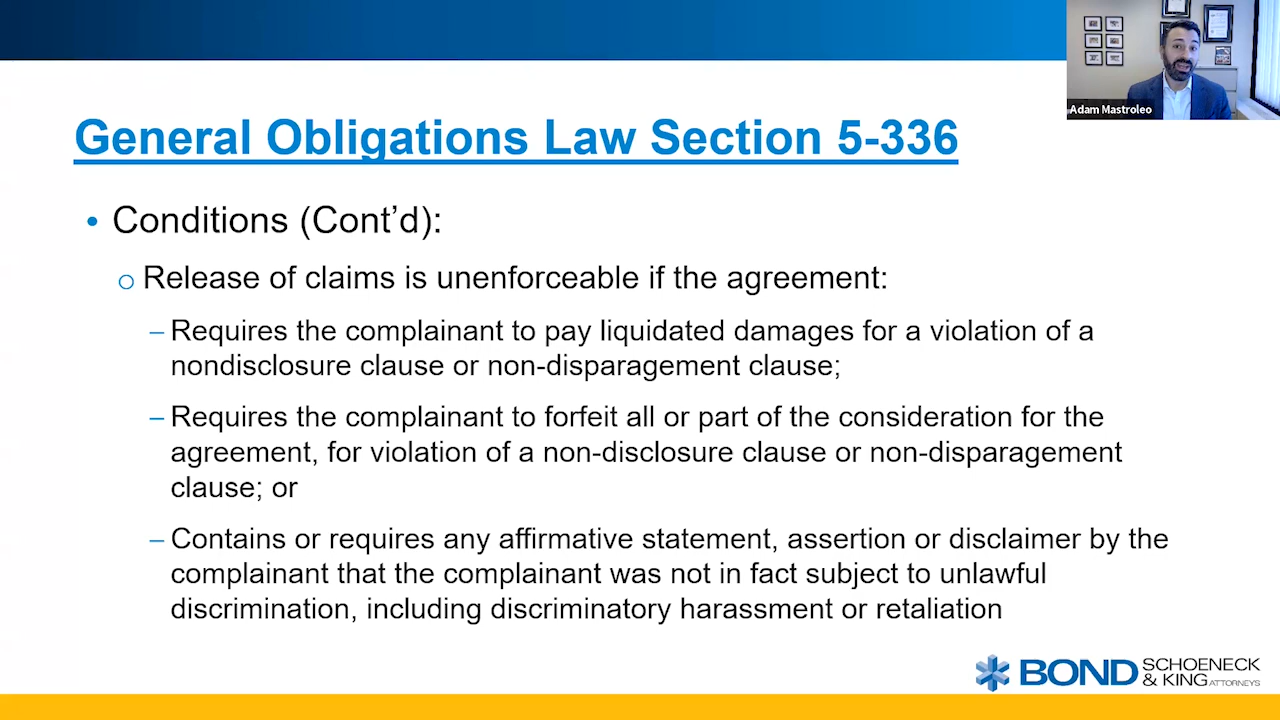 Adam Mastroleo
General Obligations Law Section 5-336
• Conditions (Cont’d):
o Release of claims is unenforceable if the agreement:
– Requires the complainant to pay liquidated damages for a violation of a
nondisclosure clause or non-disparagement clause;
– Requires the complainant to forfeit all or part of the consideration for the
agreement, for violation of a non-disclosure clause or non-disparagement
clause; or
– Contains or requires any affirmative statement, assertion or disclaimer by the
complainant that the complainant was not in fact subject to unlawful
discrimination, including discriminatory harassment or retaliation
BOND SCHOENECK
& KING ATTORNEYS